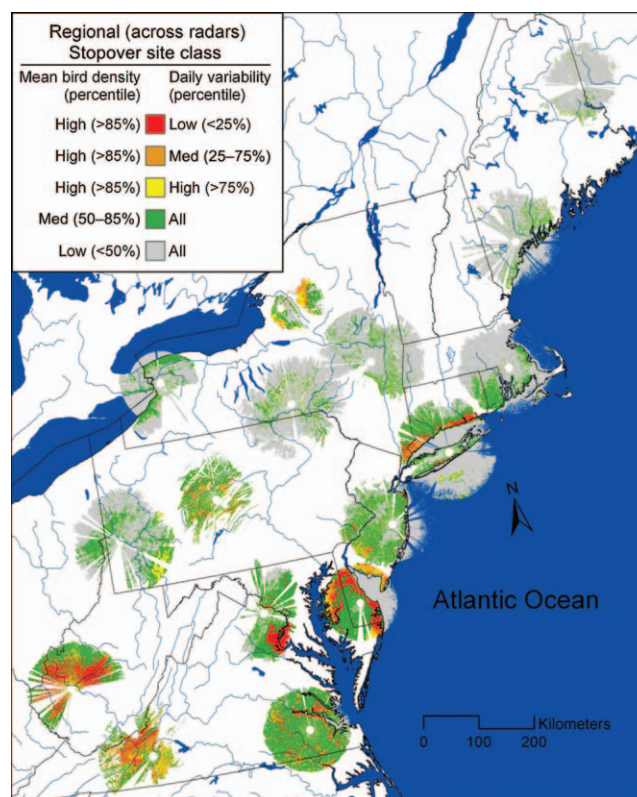 Regional (across radars)
Stopover site class
Mean bird density Daily variability
(percentile) (percentile)
High (>85%) Low (<25%)
High (>85%) Med (25–75%)
High (>85%) High (>75%)
Med (50–85%) All
Low (<50%) All
N
Atlantic Ocean
Kilometers
0 100 200